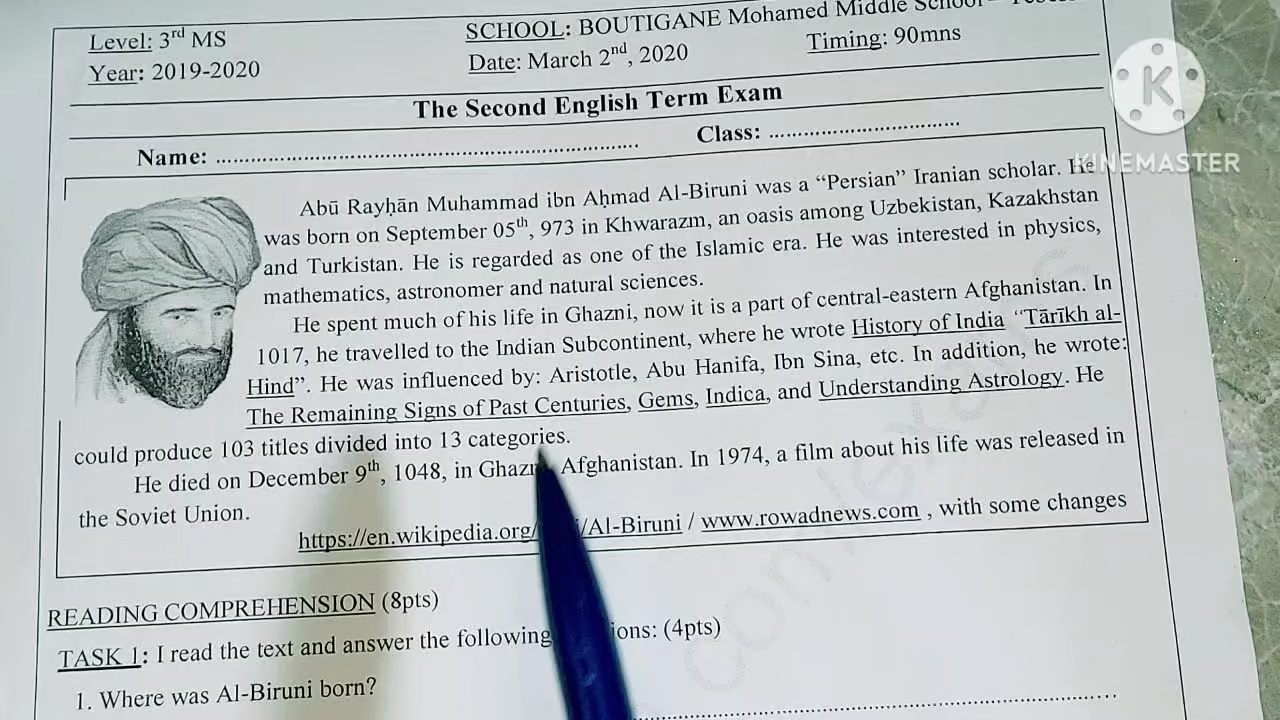 Level: 3rd MS
SCHOOL: BOUTIGANE Mohamed Middle School
Year: 2019-2020
Date: March 2nd, 2020
Timing: 90mns
The Second English Term Exam
Name: ............................................................
Class: ...............................
K
KINEMASTER
Abū Rayḥān Muhammad ibn Aḥmad Al-Biruni was a “Persian” Iranian scholar. He
was born on September 05th, 973 in Khwarazm, an oasis among Uzbekistan, Kazakhstan
and Turkistan. He is regarded as one of the Islamic era. He was interested in physics,
mathematics, astronomer and natural sciences.
He spent much of his life in Ghazni, now it is a part of central-eastern Afghanistan. In
1017, he travelled to the Indian Subcontinent, where he wrote History of India “Tārīkh al-
Hind”. He was influenced by: Aristotle, Abu Hanifa, Ibn Sina, etc. In addition, he wrote:
The Remaining Signs of Past Centuries, Gems, Indica, and Understanding Astrology. He
could produce 103 titles divided into 13 categories.
He died on December 9th, 1048, in Afghanistan. In 1974, a film about his life was released in
the Soviet Union.
https://en.wikipedia.org/ /Al-Biruni / www.rowadnews.com , with some changes
READING COMPREHENSION (8pts)
TASK 1: I read the text and answer the following (4pts)
1. Where was Al-Biruni born?